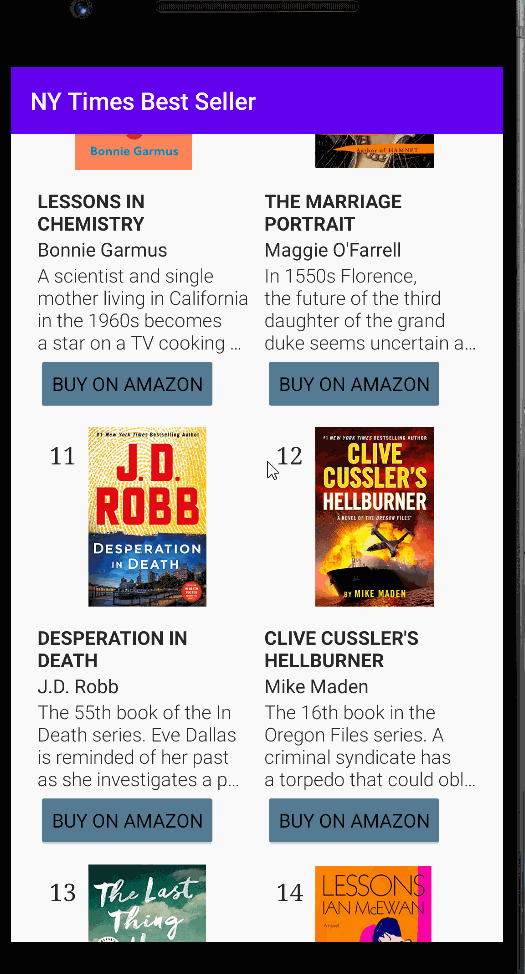 NY Times Best Seller
Bonnie Garmus
Author of HAMNET
LESSONS IN
CHEMISTRY
Bonnie Garmus
A scientist and single
mother living in California
in the 1960s becomes
a star on a TV cooking ...
BUY ON AMAZON
THE MARRIAGE
PORTRAIT
Maggie O'Farrell
In 1550s Florence,
the future of the third
daughter of the grand
duke seems uncertain a...
BUY ON AMAZON
11
#1 New York Times Bestselling Author
J.D.
ROBB
DESPERATION
IN DEATH
12
#1 NEW YORK TIMES BESTSELLING AUTHOR
CLIVE
CUSSLER'S
HELLBURNER
A NOVEL OF THE OREGON FILES
BY MIKE MADEN
DESPERATION IN
DEATH
J.D. Robb
The 55th book of the In
Death series. Eve Dallas
is reminded of her past
as she investigates a p...
BUY ON AMAZON
CLIVE CUSSLER'S
HELLBURNER
Mike Maden
The 16th book in the
Oregon Files series. A
criminal syndicate has
a torpedo that could obl...
BUY ON AMAZON
13
The Last
Thing
14
LESSONS
IAN McEWAN